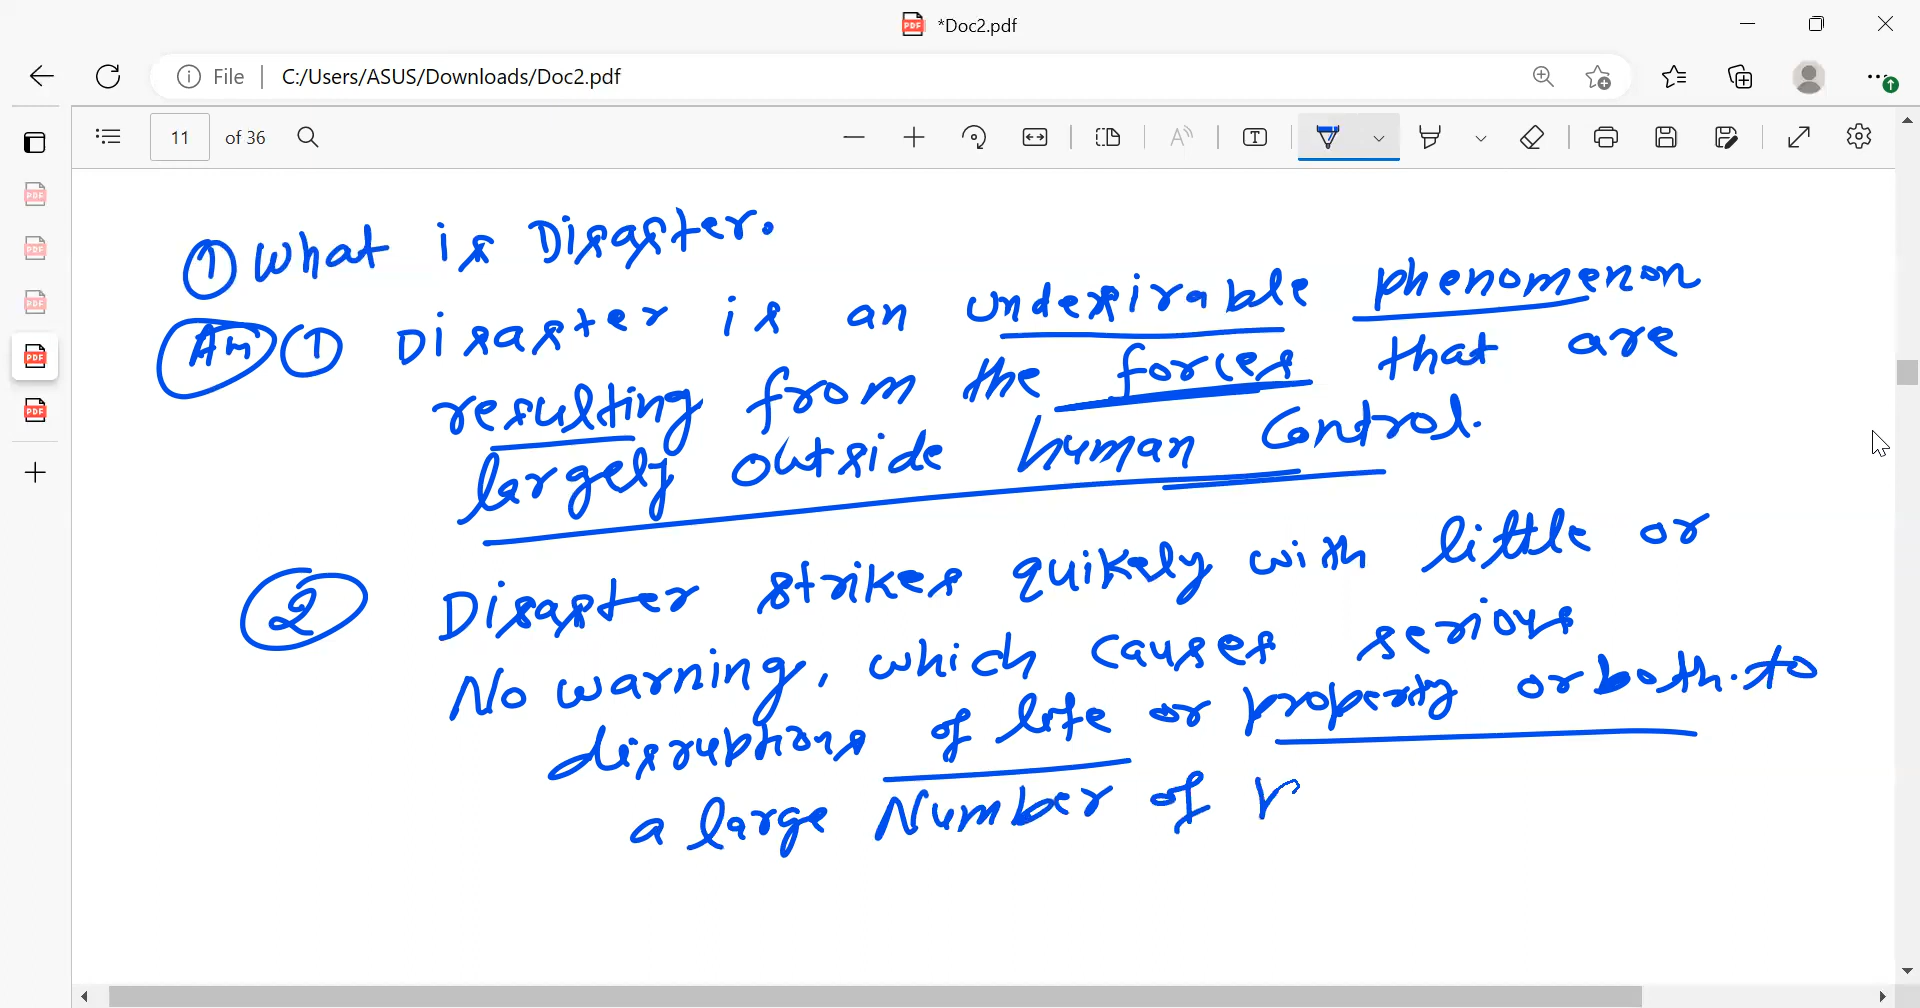 *Doc2.pdf
File C:/Users/ASUS/Downloads/Doc2.pdf
11 of 36
① What is Disaster.
Ans ① Disaster is an undesirable phenomenon
resulting from the forces that are
largely outside human Control.
② Disaster strikes quikely with little or
No warning, which causes serious
disruptions of life or property or both. to
a large Number of p